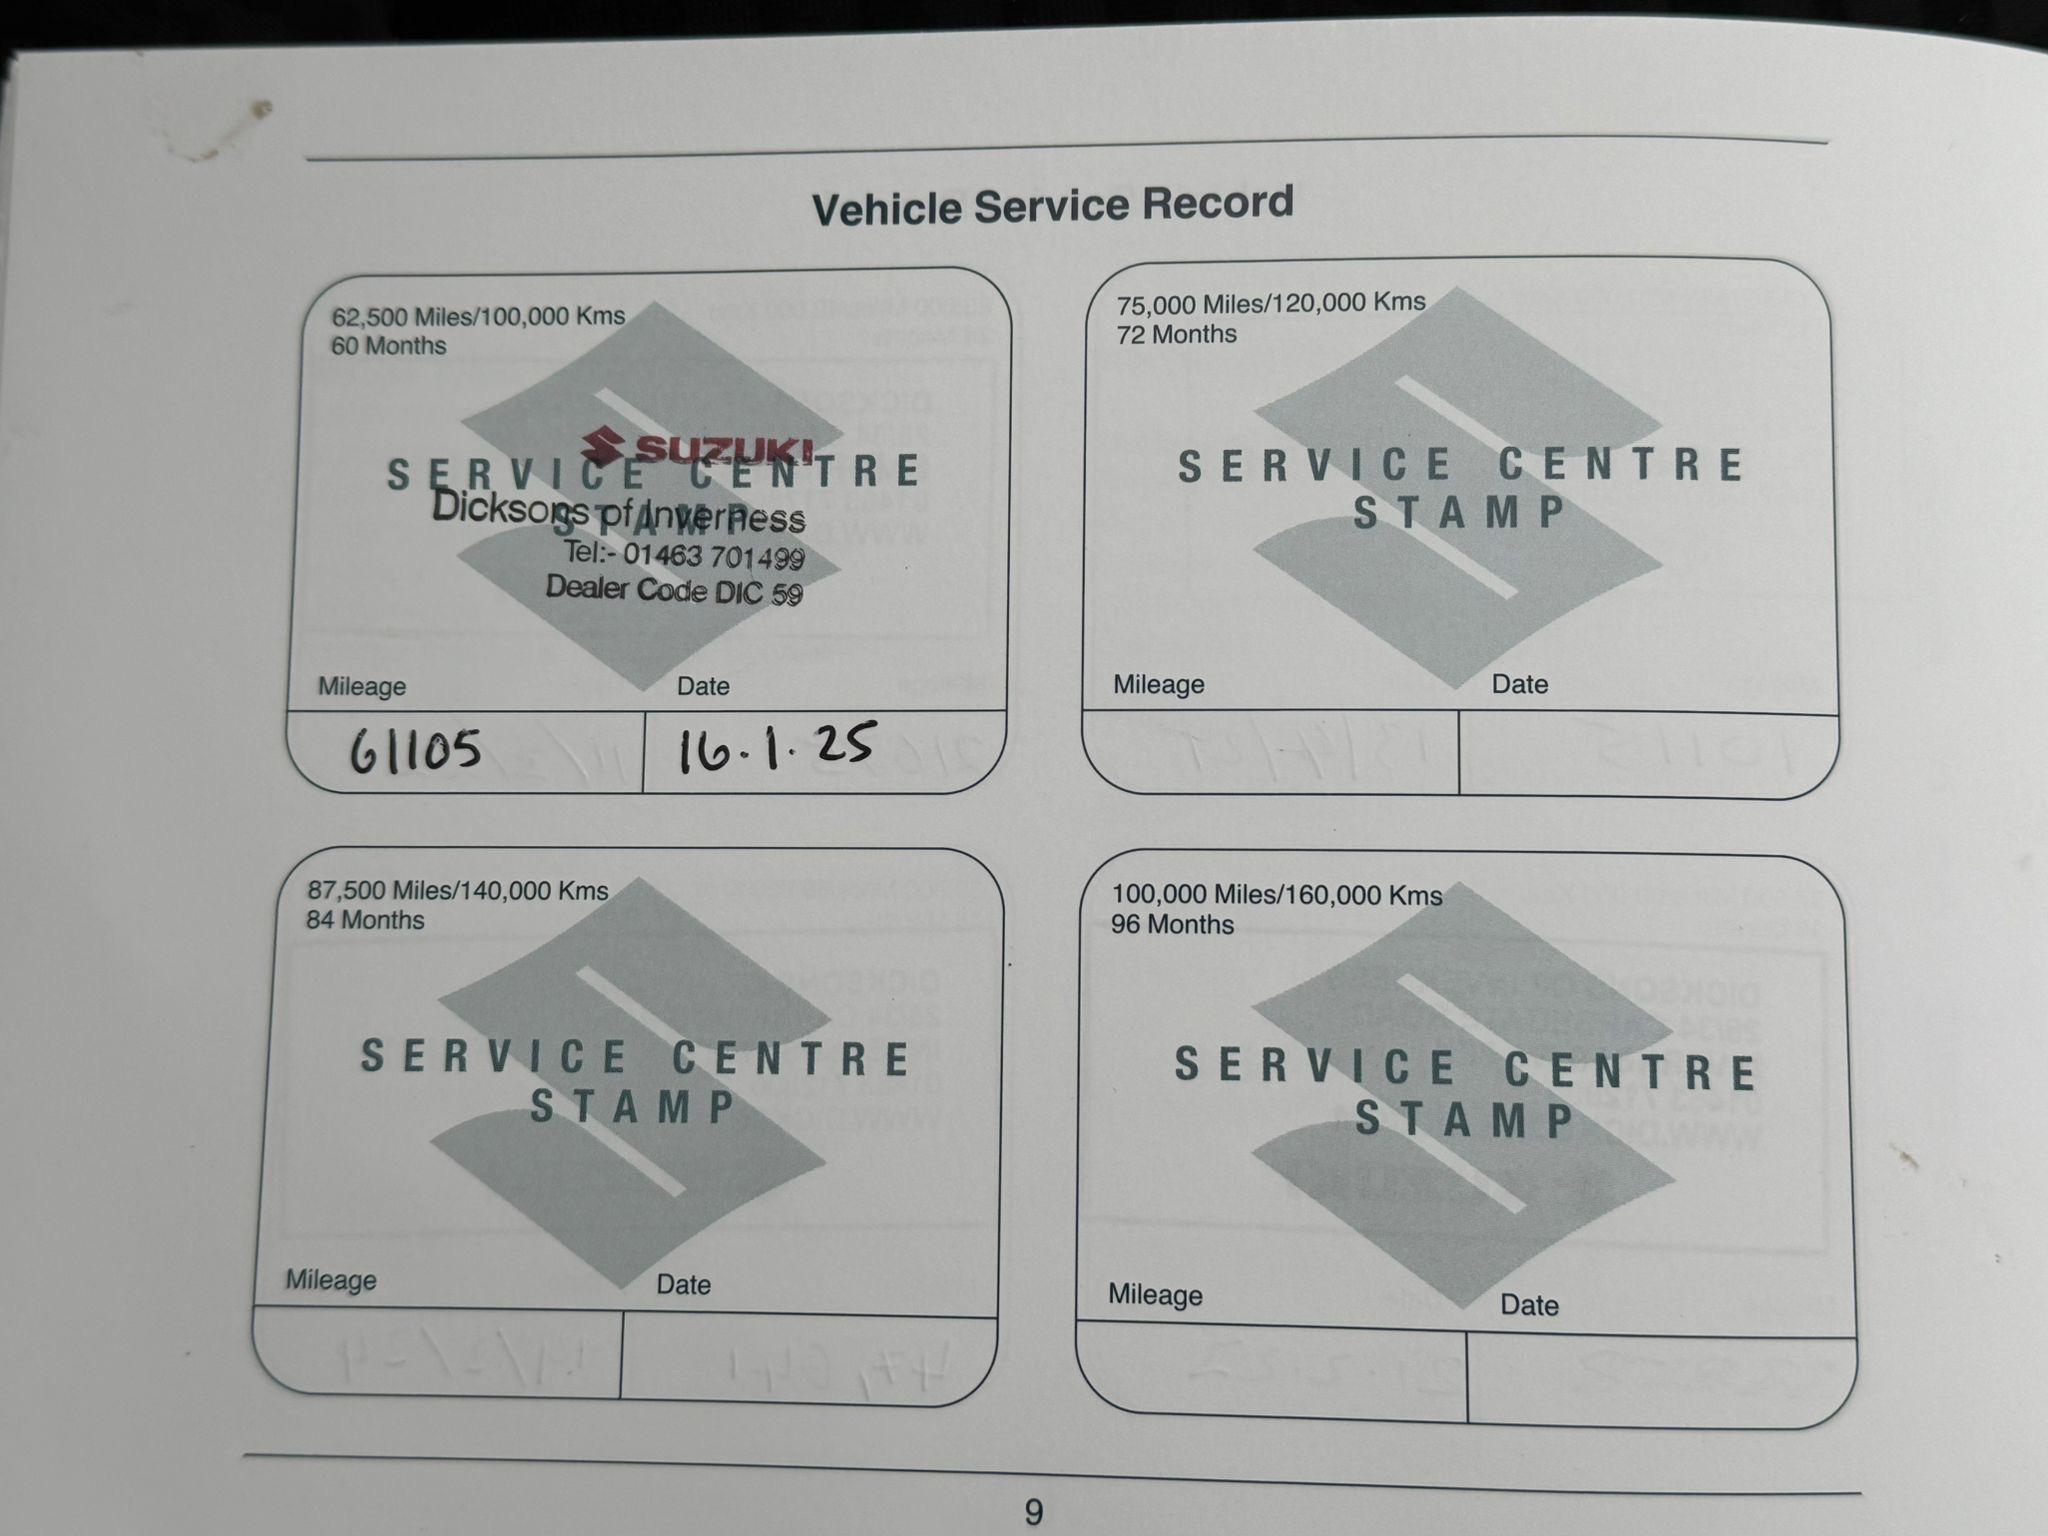 Vehicle Service Record
62,500 Miles/100,000 Kms
60 Months
SUZUKI
SERVICE CENTRE
Dicksons of Inverness
STAMP
Tel:- 01463 701499
Dealer Code DIC 59
Mileage
Date
61105
16.1.25
75,000 Miles/120,000 Kms
72 Months
SERVICE CENTRE
STAMP
Mileage
Date
87,500 Miles/140,000 Kms
84 Months
SERVICE CENTRE
STAMP
Mileage
Date
100,000 Miles/160,000 Kms
96 Months
SERVICE CENTRE
STAMP
Mileage
Date
9